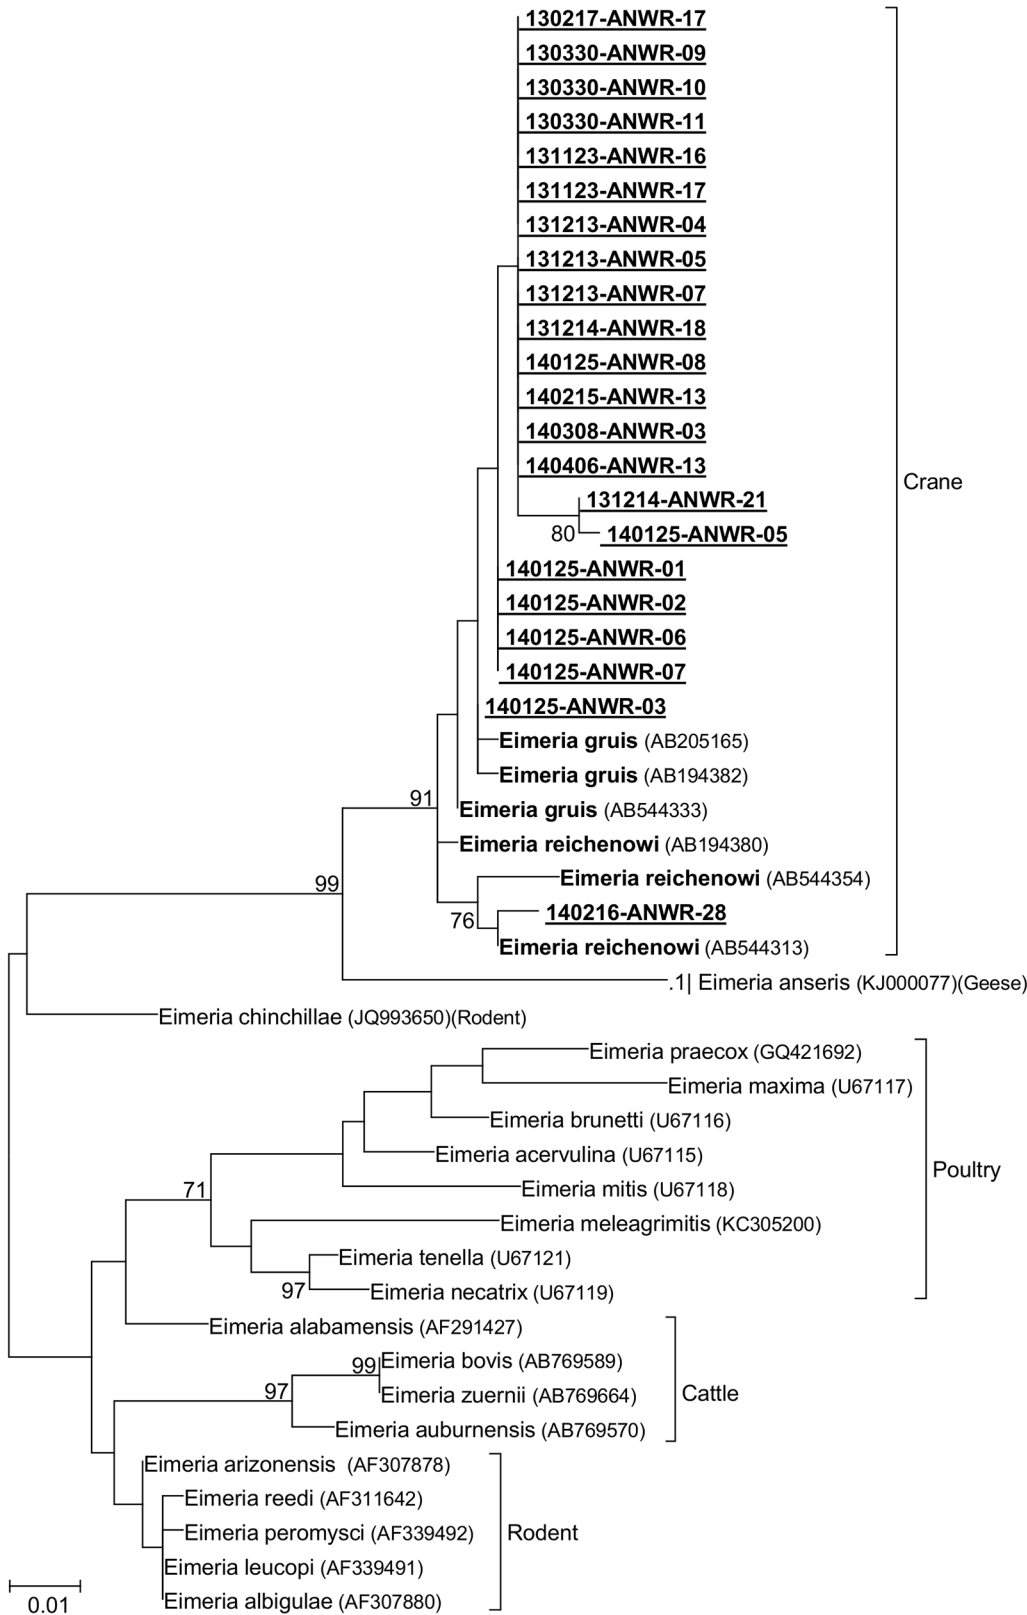 130217-ANWR-17
130330-ANWR-09
130330-ANWR-10
130330-ANWR-11
131123-ANWR-16
131123-ANWR-17
131213-ANWR-04
131213-ANWR-05
131213-ANWR-07
131214-ANWR-18
140125-ANWR-08
140215-ANWR-13
140308-ANWR-03
140406-ANWR-13
Crane
131214-ANWR-21
80 140125-ANWR-05
140125-ANWR-01
140125-ANWR-02
140125-ANWR-06
140125-ANWR-07
140125-ANWR-03
Eimeria gruis (AB205165)
Eimeria gruis (AB194382)
91
Eimeria gruis (AB544333)
Eimeria reichenowi (AB194380)
99
Eimeria reichenowi (AB544354)
76
140216-ANWR-28
Eimeria reichenowi (AB544313)
.1| Eimeria anseris (KJ000077)(Geese)
Eimeria chinchillae (JQ993650)(Rodent)
Eimeria praecox (GQ421692)
Eimeria maxima (U67117)
Eimeria brunetti (U67116)
Eimeria acervulina (U67115)
Poultry
71
Eimeria mitis (U67118)
Eimeria meleagrimitis (KC305200)
Eimeria tenella (U67121)
97
Eimeria necatrix (U67119)
Eimeria alabamensis (AF291427)
99
Eimeria bovis (AB769589)
97
Eimeria zuernii (AB769664)
Cattle
Eimeria auburnensis (AB769570)
Eimeria arizonensis (AF307878)
Eimeria reedi (AF311642)
Eimeria peromysci (AF339492)
Rodent
Eimeria leucopi (AF339491)
Eimeria albigulae (AF307880)
0.01